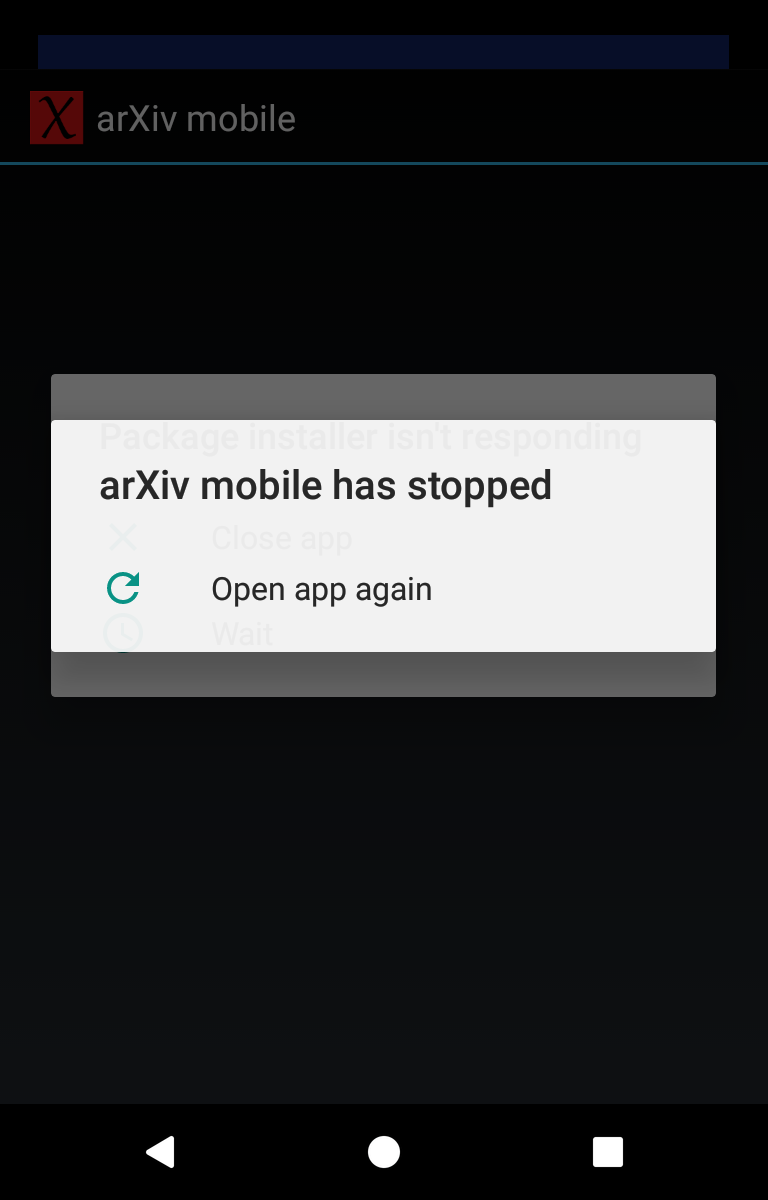 arXiv mobile
Package installer isn't responding
arXiv mobile has stopped
Close app
Open app again
Wait